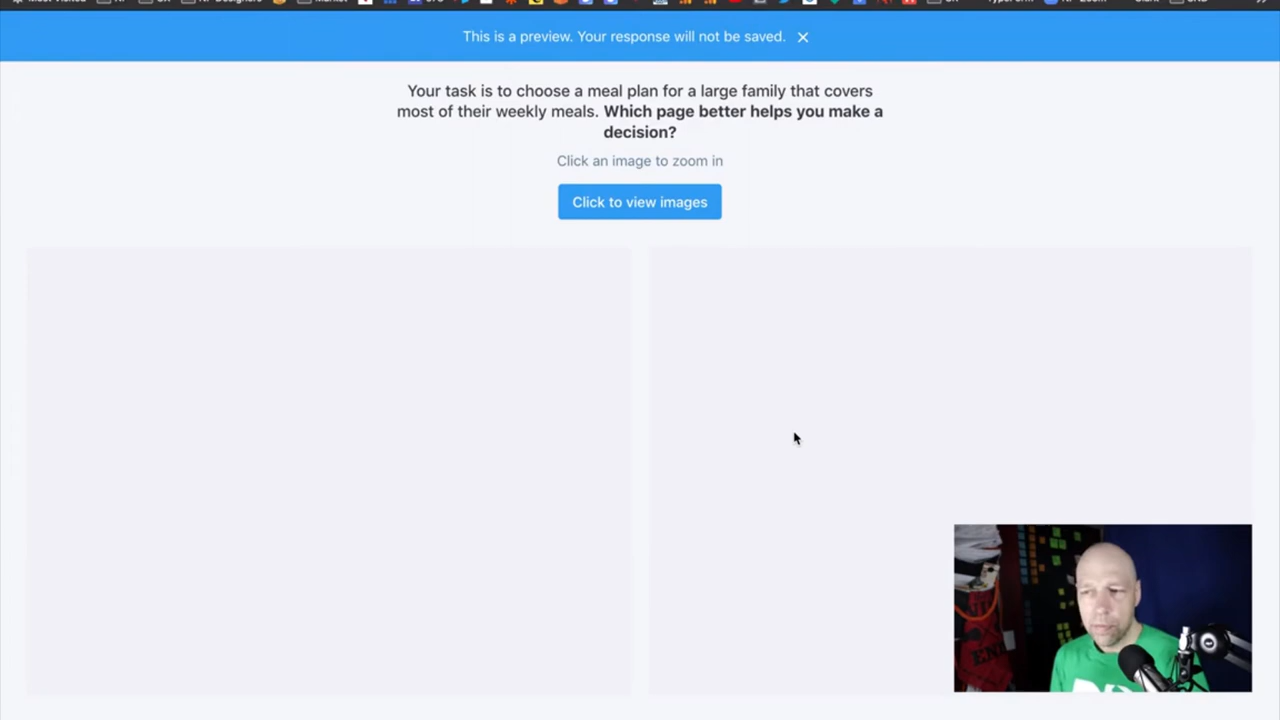 This is a preview. Your response will not be saved.
Your task is to choose a meal plan for a large family that covers
most of their weekly meals. Which page better helps you make a
decision?
Click an image to zoom in
Click to view images